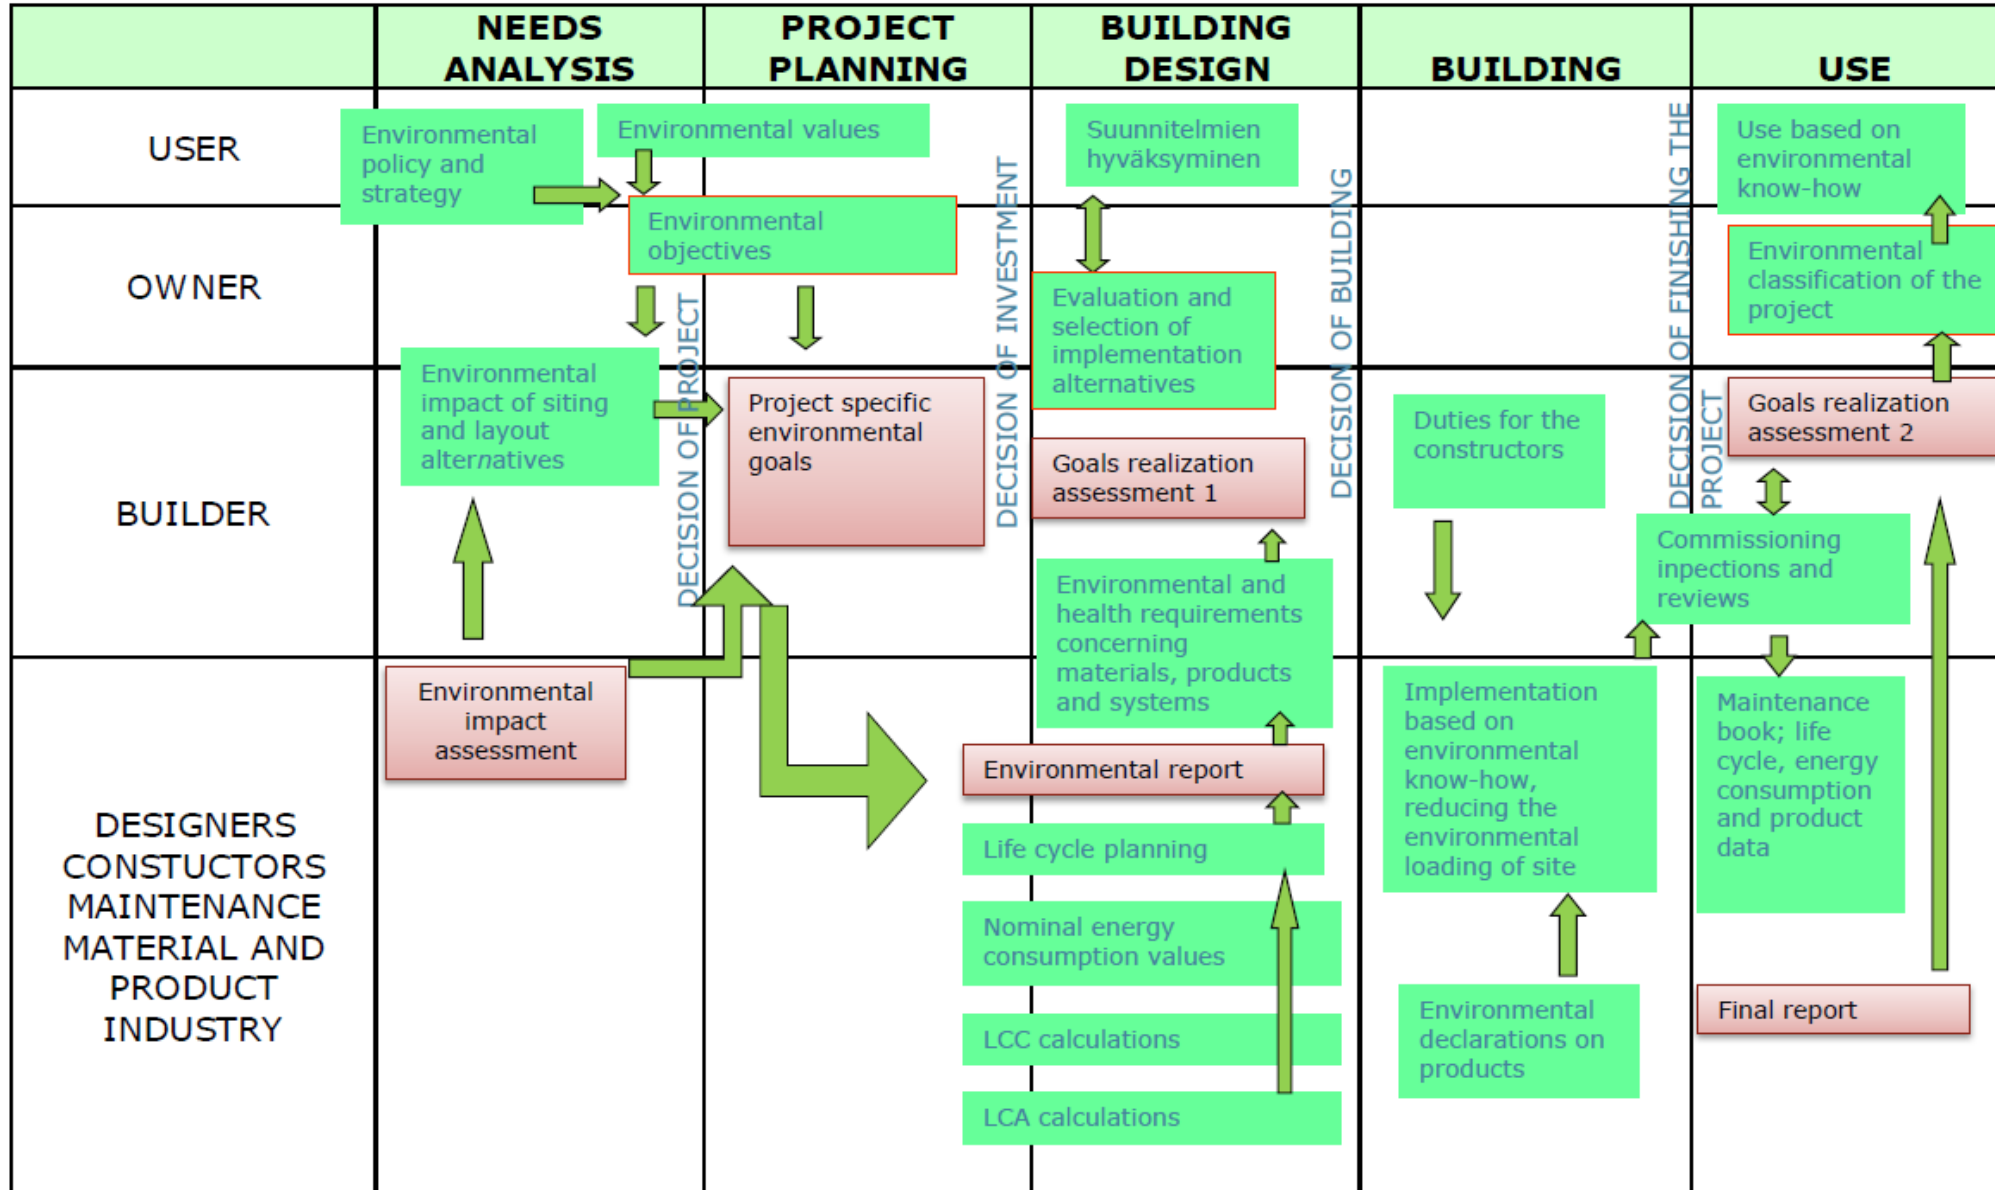 NEEDS
ANALYSIS
PROJECT
PLANNING
BUILDING
DESIGN
BUILDING
USE
USER
Environmental
policy and
strategy
Environmental values
Suunnitelmien
hyväksyminen
Use based on
environmental
know-how
OWNER
Environmental
objectives
Evaluation and
selection of
implementation
alternatives
Environmental
classification of the
project
DECISION OF PROJECT
DECISION OF INVESTMENT
DECISION OF BUILDING
DECISION OF FINISHING THE
PROJECT
BUILDER
Environmental
impact of siting
and layout
alternatives
Project specific
environmental
goals
Goals realization
assessment 1
Environmental and
health requirements
concerning
materials, products
and systems
Duties for the
constructors
Goals realization
assessment 2
Commissioning
inpections and
reviews
DESIGNERS
CONSTUCTORS
MAINTENANCE
MATERIAL AND
PRODUCT
INDUSTRY
Environmental
impact
assessment
Environmental report
Life cycle planning
Nominal energy
consumption values
LCC calculations
LCA calculations
Implementation
based on
environmental
know-how,
reducing the
environmental
loading of site
Environmental
declarations on
products
Maintenance
book; life
cycle, energy
consumption
and product
data
Final report